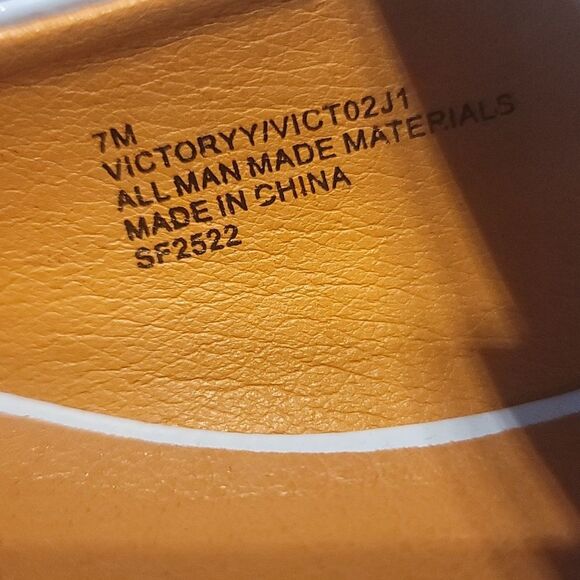 7M
VICTORYY/VICT02J1
ALL MAN MADE MATERIALS
MADE IN CHINA
SF2522